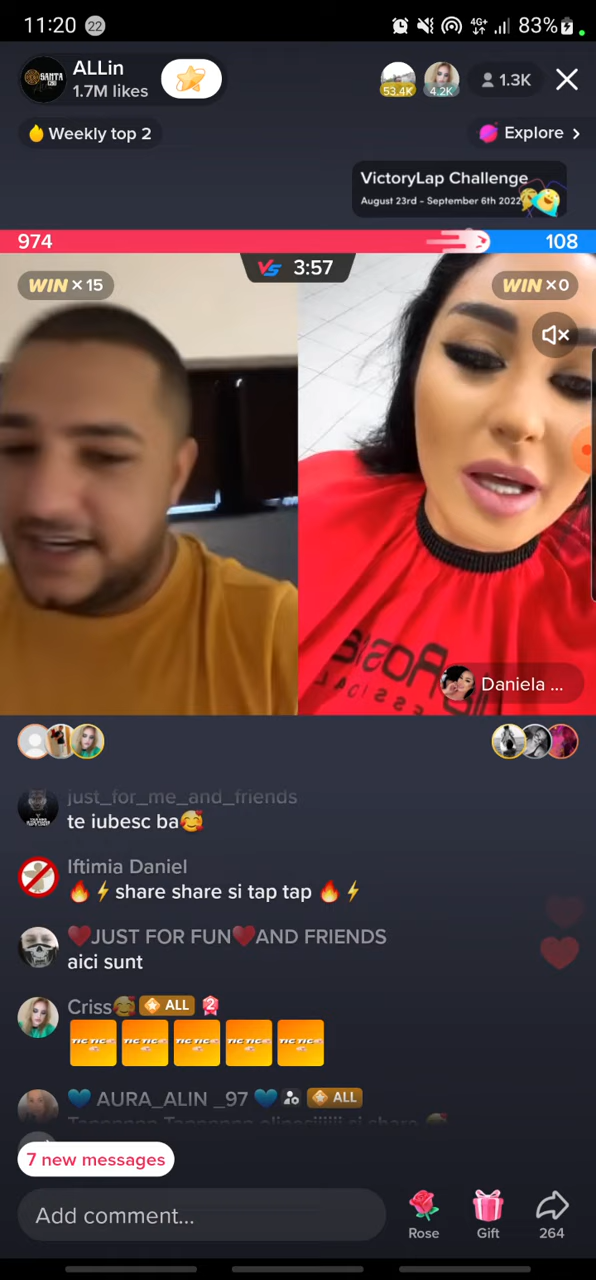 11:20 22 4G+ 83%
SANTA
ALLin
1.7M likes
53.4K 4.2K 1.3K
Weekly top 2
Explore >
VictoryLap Challenge
August 23rd - September 6th 2022
974 108
VS 3:57
WIN × 15 WIN × 0
Daniela ...
just_for_me_and_friends
te iubesc ba🥰
Iftimia Daniel
🔥⚡share share si tap tap 🔥⚡
❤JUST FOR FUN❤AND FRIENDS
aici sunt
Criss🥰 ALL 2
💙 AURA_ALIN _97 💙 ALL
7 new messages
Add comment...
Rose Gift 264